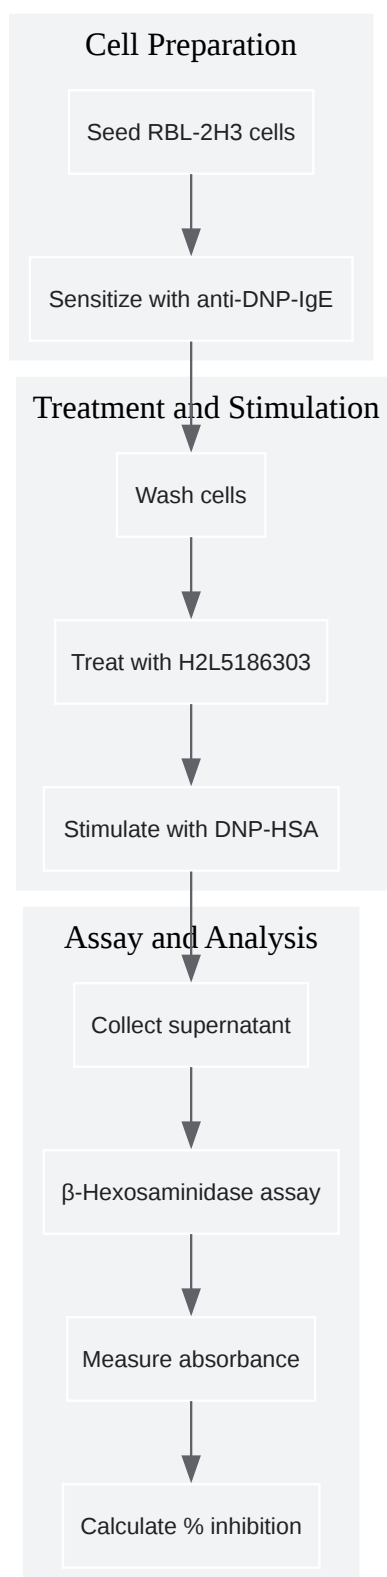 Cell Preparation
Seed RBL-2H3 cells
Sensitize with anti-DNP-IgE
Treatment and Stimulation
Wash cells
Treat with H2L5186303
Stimulate with DNP-HSA
Assay and Analysis
Collect supernatant
β-Hexosaminidase assay
Measure absorbance
Calculate % inhibition